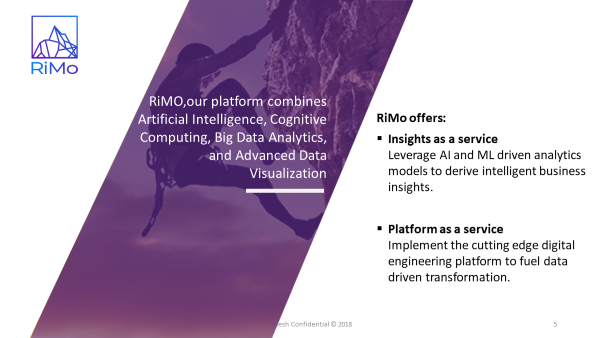 RiMo
RiMO,our platform combines
Artificial Intelligence, Cognitive
Computing, Big Data Analytics,
and Advanced Data
Visualization
RiMo offers:
▪ Insights as a service
Leverage AI and ML driven analytics
models to derive intelligent business
insights.
▪ Platform as a service
Implement the cutting edge digital
engineering platform to fuel data
driven transformation.
Confidential © 2018
5